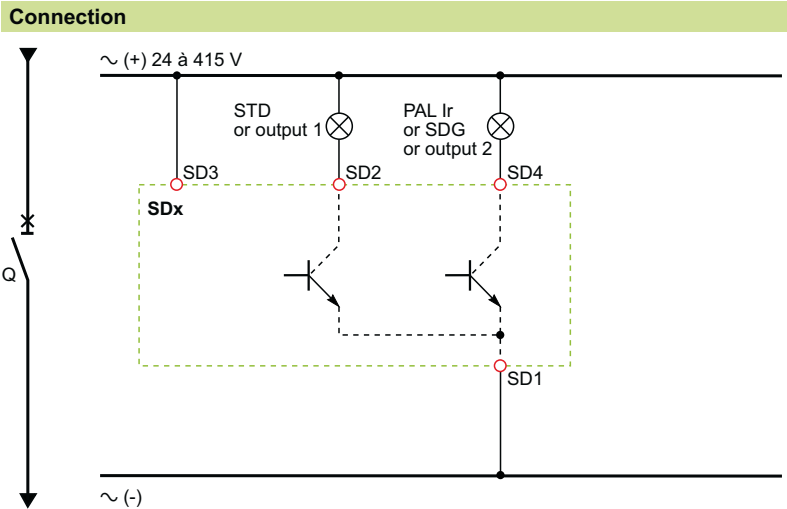 Connection
∼ (+) 24 à 415 V
STD
or output 1
PAL Ir
or SDG
or output 2
SD3
SD2
SD4
SDx
Q
SD1
∼ (-)